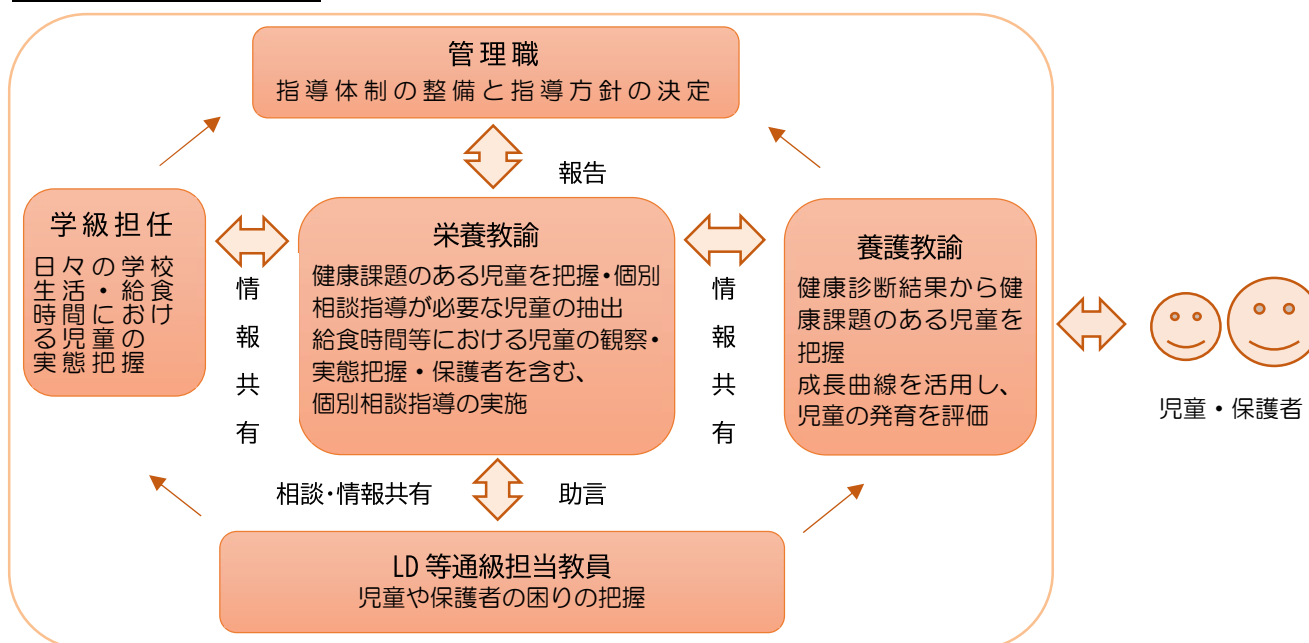 管理職
指導体制の整備と指導方針の決定
報告
学級担任
日々の学校
生活・給食
時間におけ
る児童の
実態把握
情報共有
栄養教諭
健康課題のある児童を把握・個別
相談指導が必要な児童の抽出
給食時間等における児童の観察・
実態把握・保護者を含む、
個別相談指導の実施
情報共有
養護教諭
健康診断結果から健
康課題のある児童を
把握
成長曲線を活用し、
児童の発育を評価
児童・保護者
相談・情報共有
助言
LD等通級担当教員
児童や保護者の困りの把握